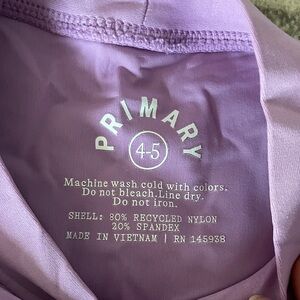 PRIMARY
4-5
Machine wash cold with colors.
Do not bleach.Line dry.
Do not iron.
SHELL: 80% RECYCLED NYLON
20% SPANDEX
MADE IN VIETNAM | RN 145938